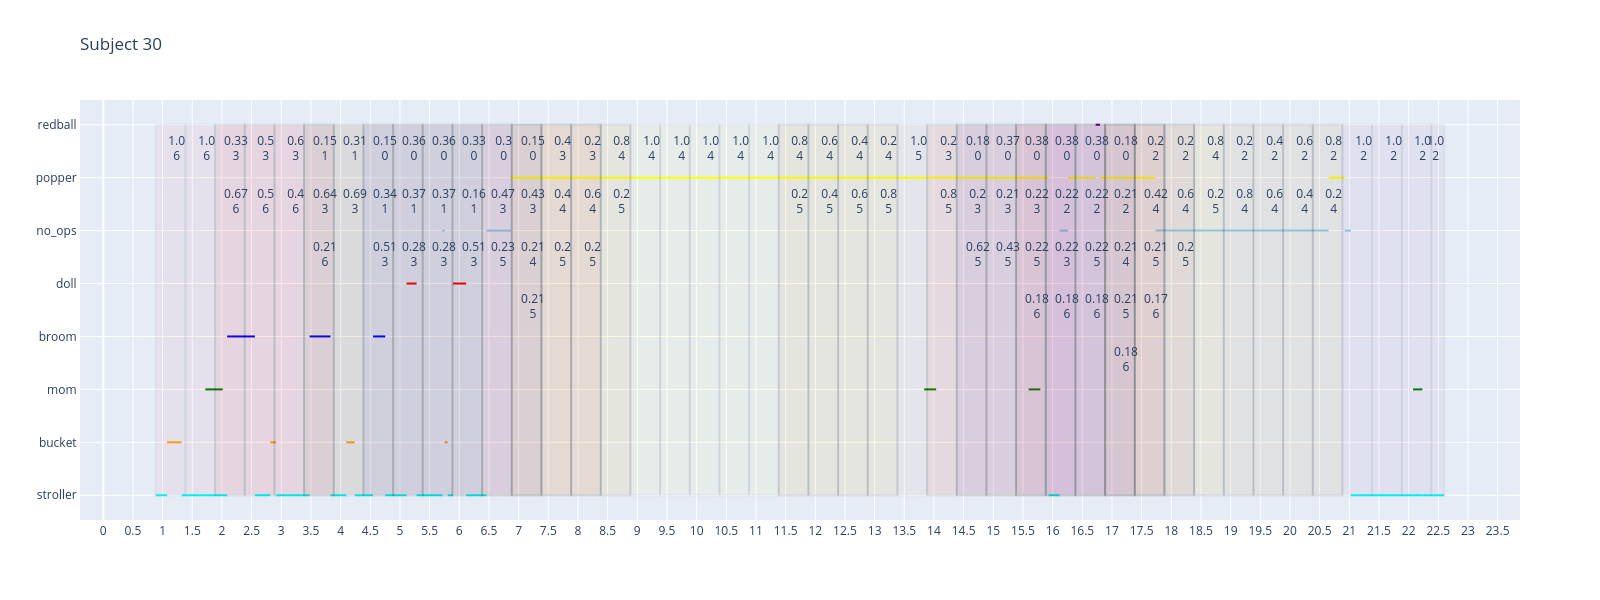 Subject 30
redball
1.0 1.0 0.33 0.5 0.6 0.15 0.31 0.15 0.36 0.36 0.33 0.3 0.15 0.4 0.2 0.8 1.0 1.0 1.0 1.0 1.0 0.8 0.6 0.4 0.2 1.0 0.2 0.18 0.37 0.38 0.38 0.38 0.18 0.2 0.2 0.8 0.2 0.4 0.6 0.8 1.0 1.0 1.0 1.0
6 6 3 3 3 1 1 0 0 0 0 0 0 3 3 4 4 4 4 4 4 4 4 4 4 5 3 0 0 0 0 0 0 2 2 4 2 2 2 2 2 2 2 2
popper
0.67 0.5 0.4 0.64 0.69 0.34 0.37 0.37 0.16 0.47 0.43 0.4 0.6 0.2 0.2 0.4 0.6 0.8 0.8 0.2 0.21 0.22 0.22 0.22 0.21 0.42 0.6 0.2 0.8 0.6 0.4 0.2
6 6 6 3 3 1 1 1 1 3 3 4 4 5 5 5 5 5 5 3 3 3 2 2 2 4 4 5 4 4 4 4
no_ops
0.21 0.51 0.28 0.28 0.51 0.23 0.21 0.2 0.2 0.62 0.43 0.22 0.22 0.22 0.21 0.21 0.2
6 3 3 3 3 5 4 5 5 5 5 5 3 5 4 5 5
doll
0.21 0.18 0.18 0.18 0.21 0.17
5 6 6 6 5 6
broom
0.18
6
mom
bucket
stroller
0 0.5 1 1.5 2 2.5 3 3.5 4 4.5 5 5.5 6 6.5 7 7.5 8 8.5 9 9.5 10 10.5 11 11.5 12 12.5 13 13.5 14 14.5 15 15.5 16 16.5 17 17.5 18 18.5 19 19.5 20 20.5 21 21.5 22 22.5 23 23.5